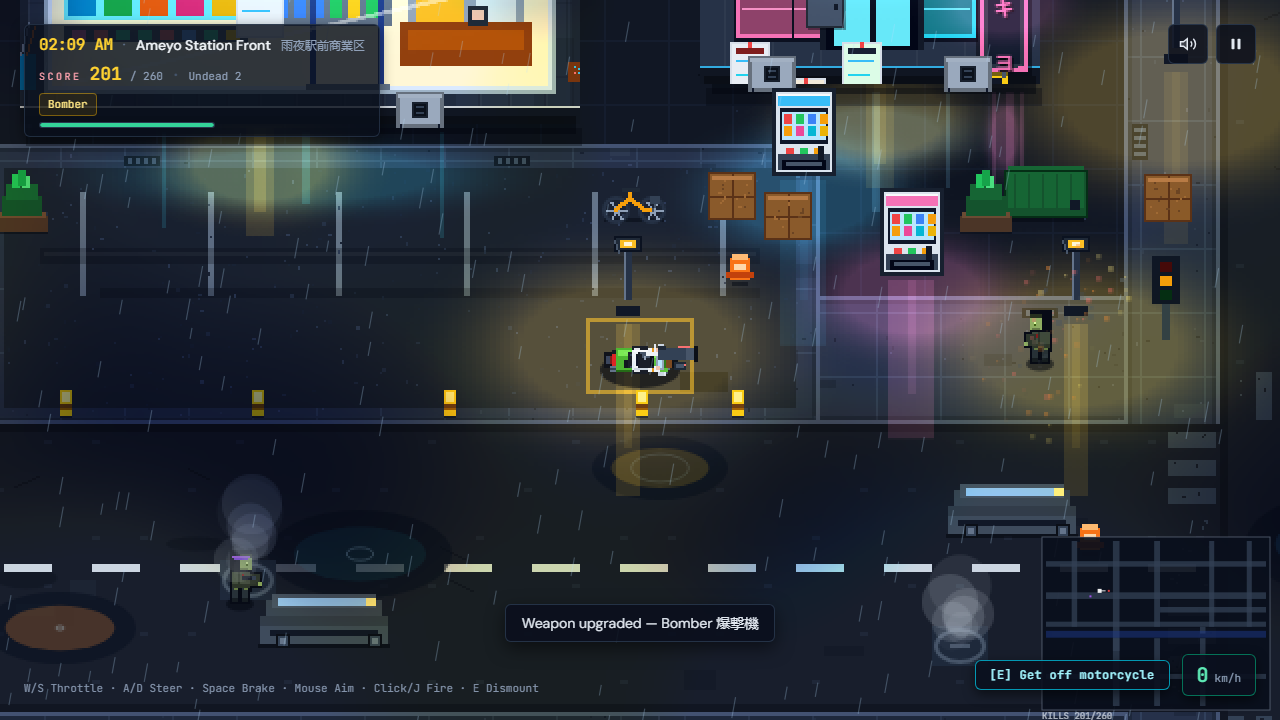 02:09 AM · Ameyo Station Front 雨夜駅前商業区
SCORE 201 / 260 · Undead 2
Bomber
Weapon upgraded — Bomber 爆撃機
W/S Throttle · A/D Steer · Space Brake · Mouse Aim · Click/J Fire · E Dismount
[E] Get off motorcycle
0 km/h
KILLS 201/260